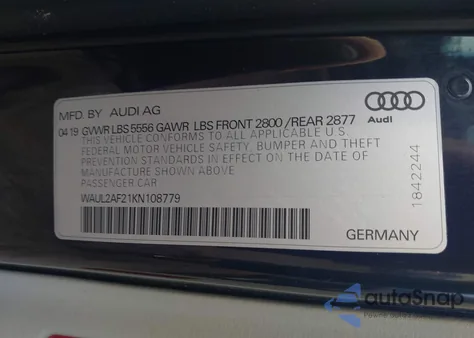 MFD. BY AUDI AG
04 19 GVWR LBS 5556 GAWR LBS FRONT 2800 /REAR 2877
THIS VEHICLE CONFORMS TO ALL APPLICABLE U.S.
FEDERAL MOTOR VEHICLE SAFETY, BUMPER AND THEFT
PREVENTION STANDARDS IN EFFECT ON THE DATE OF
MANUFACTURE SHOWN ABOVE
PASSENGER CAR
WAUL2AF21KN108779
GERMANY
Audi
1842244
autoSnap